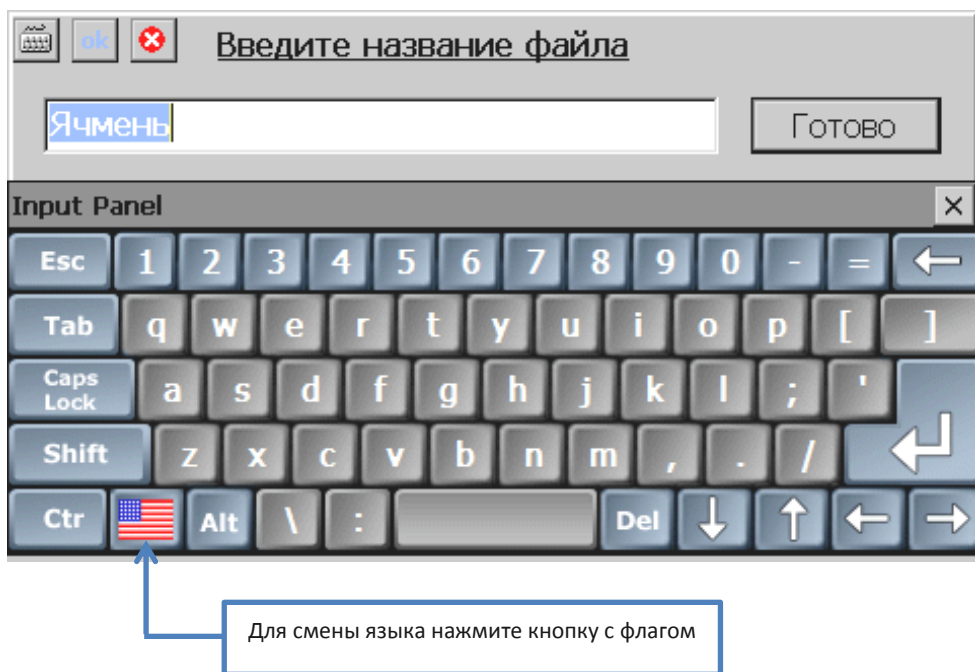 ok Введите название файла
Ячмень Готово
Input Panel
Esc 1 2 3 4 5 6 7 8 9 0 - =
Tab q w e r t y u i o p [ ]
Caps Lock a s d f g h j k l ; '
Shift z x c v b n m , . /
Ctr Alt \ : Del
Для смены языка нажмите кнопку с флагом